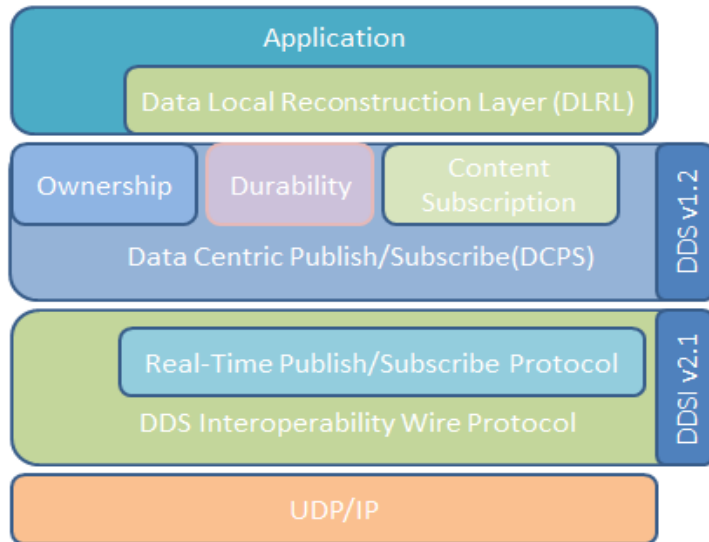 Application
Data Local Reconstruction Layer (DLRL)
Ownership
Durability
Content
Subscription
Data Centric Publish/Subscribe(DCPS)
DDS v1.2
Real-Time Publish/Subscribe Protocol
DDS Interoperability Wire Protocol
DDSI v2.1
UDP/IP